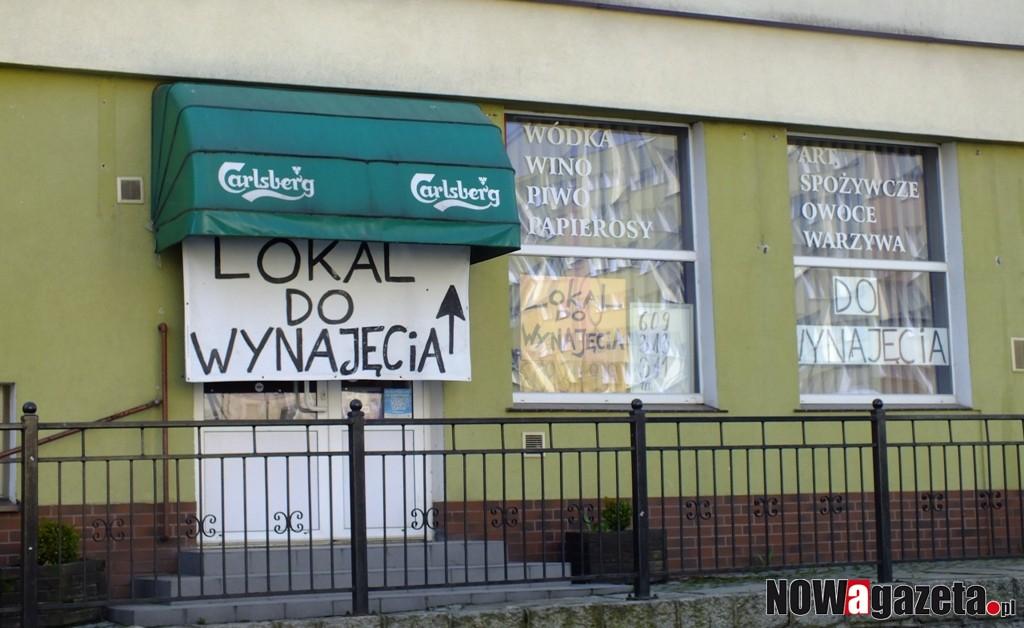 Carlsberg
Carlsberg
LOKAL
DO
WYNAJĘCiA
WÓDKA
WINO
PIWO
PAPIEROSY
LOKAL
DO
WYNAJĘCIA
609
ART.
SPOŻYWCZE
OWOCE
WARZYWA
DO
WYNAJĘCiA
NOWagazeta.pl